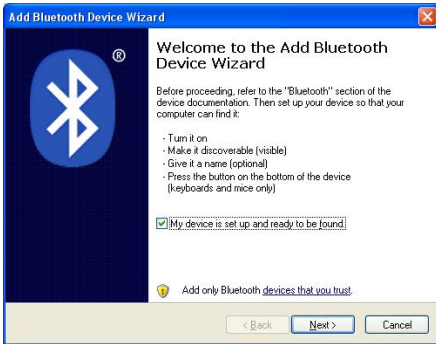 Add Bluetooth Device Wizard
®
Welcome to the Add Bluetooth
Device Wizard
Before proceeding, refer to the "Bluetooth" section of the
device documentation. Then set up your device so that your
computer can find it:
- Turn it on
- Make it discoverable (visible)
- Give it a name (optional)
- Press the button on the bottom of the device
(keyboards and mice only)
My device is set up and ready to be found.
Add only Bluetooth devices that you trust.
< Back Next > Cancel